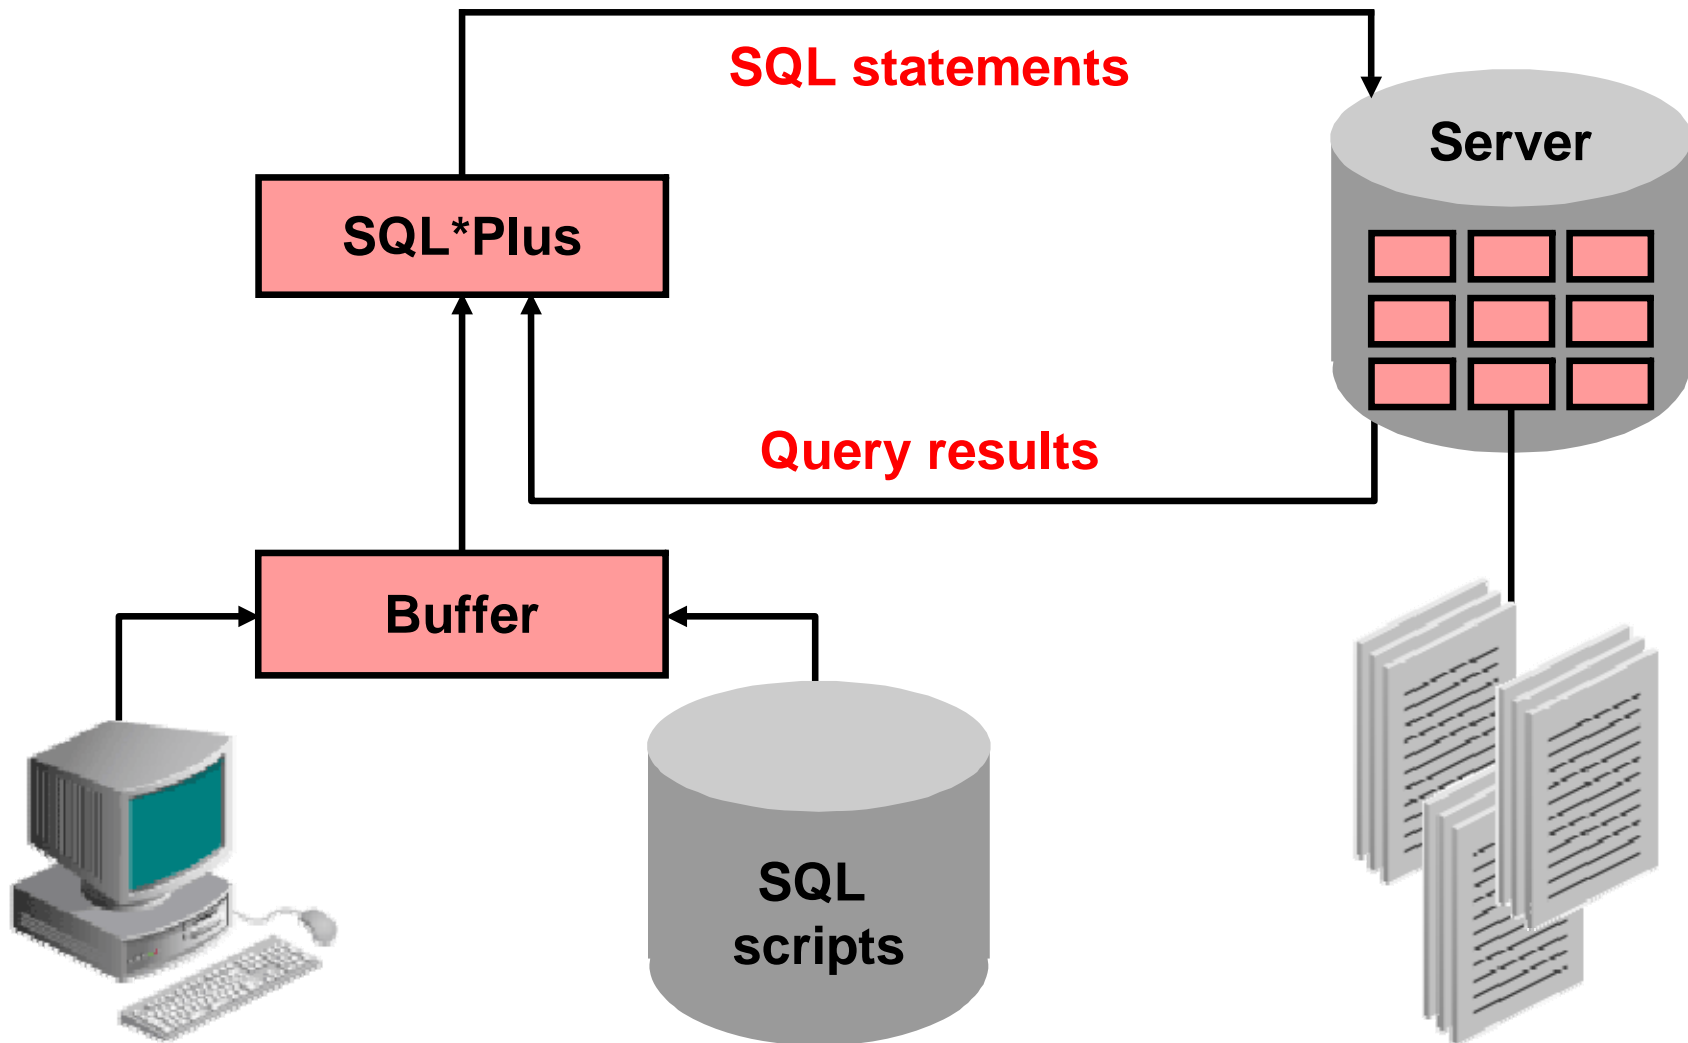 SQL statements
Server
SQL*Plus
Query results
Buffer
SQL
scripts